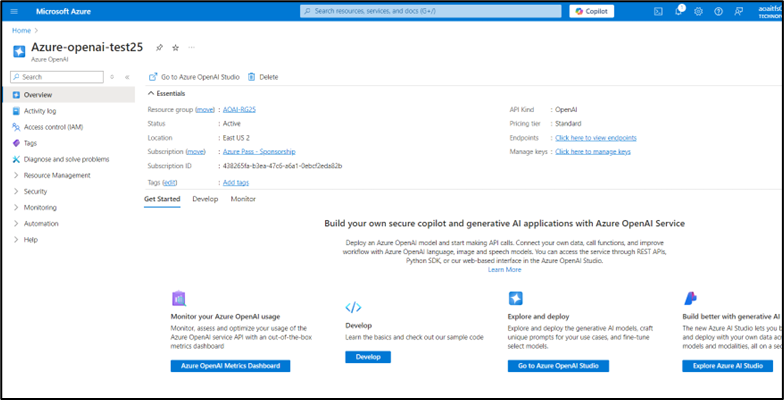 Microsoft Azure
Search resources, services, and docs (G+/)
Copilot
1
Home
Azure-openai-test25
Azure OpenAI
Search
Go to Azure OpenAI Studio
Delete
Overview
Activity log
Access control (IAM)
Tags
Diagnose and solve problems
Resource Management
Security
Monitoring
Automation
Help
Essentials
Resource group (move) : AOAI-RG25
Status : Active
Location : East US 2
Subscription (move) : Azure Pass - Sponsorship
Subscription ID : 438265fa-b3ea-47c6-a6a1-0ebcf2eda82b
Tags (edit) : Add tags
API Kind : OpenAI
Pricing tier : Standard
Endpoints : Click here to view endpoints
Manage keys : Click here to manage keys
Get Started Develop Monitor
Build your own secure copilot and generative AI applications with Azure OpenAI Service
Deploy an Azure OpenAI model and start making API calls. Connect your own data, call functions, and improve
workflow with Azure OpenAI language, image and speech models. You can access the service through REST APIs,
Python SDK, or our web-based interface in the Azure OpenAI Studio.
Learn More
Monitor your Azure OpenAI usage
Monitor, assess and optimize your usage of the
Azure OpenAI service API with an out-of-the-box
metrics dashboard
Azure OpenAI Metrics Dashboard
Develop
Learn the basics and check out our sample code
Develop
Explore and deploy
Explore and deploy the generative AI models, craft
unique prompts for your use cases, and fine-tune
select models.
Go to Azure OpenAI Studio
Build better with generative AI
The new Azure AI Studio lets you b
and deploy with your own data acr
models and modalities, all on a se
Explore Azure AI Studio